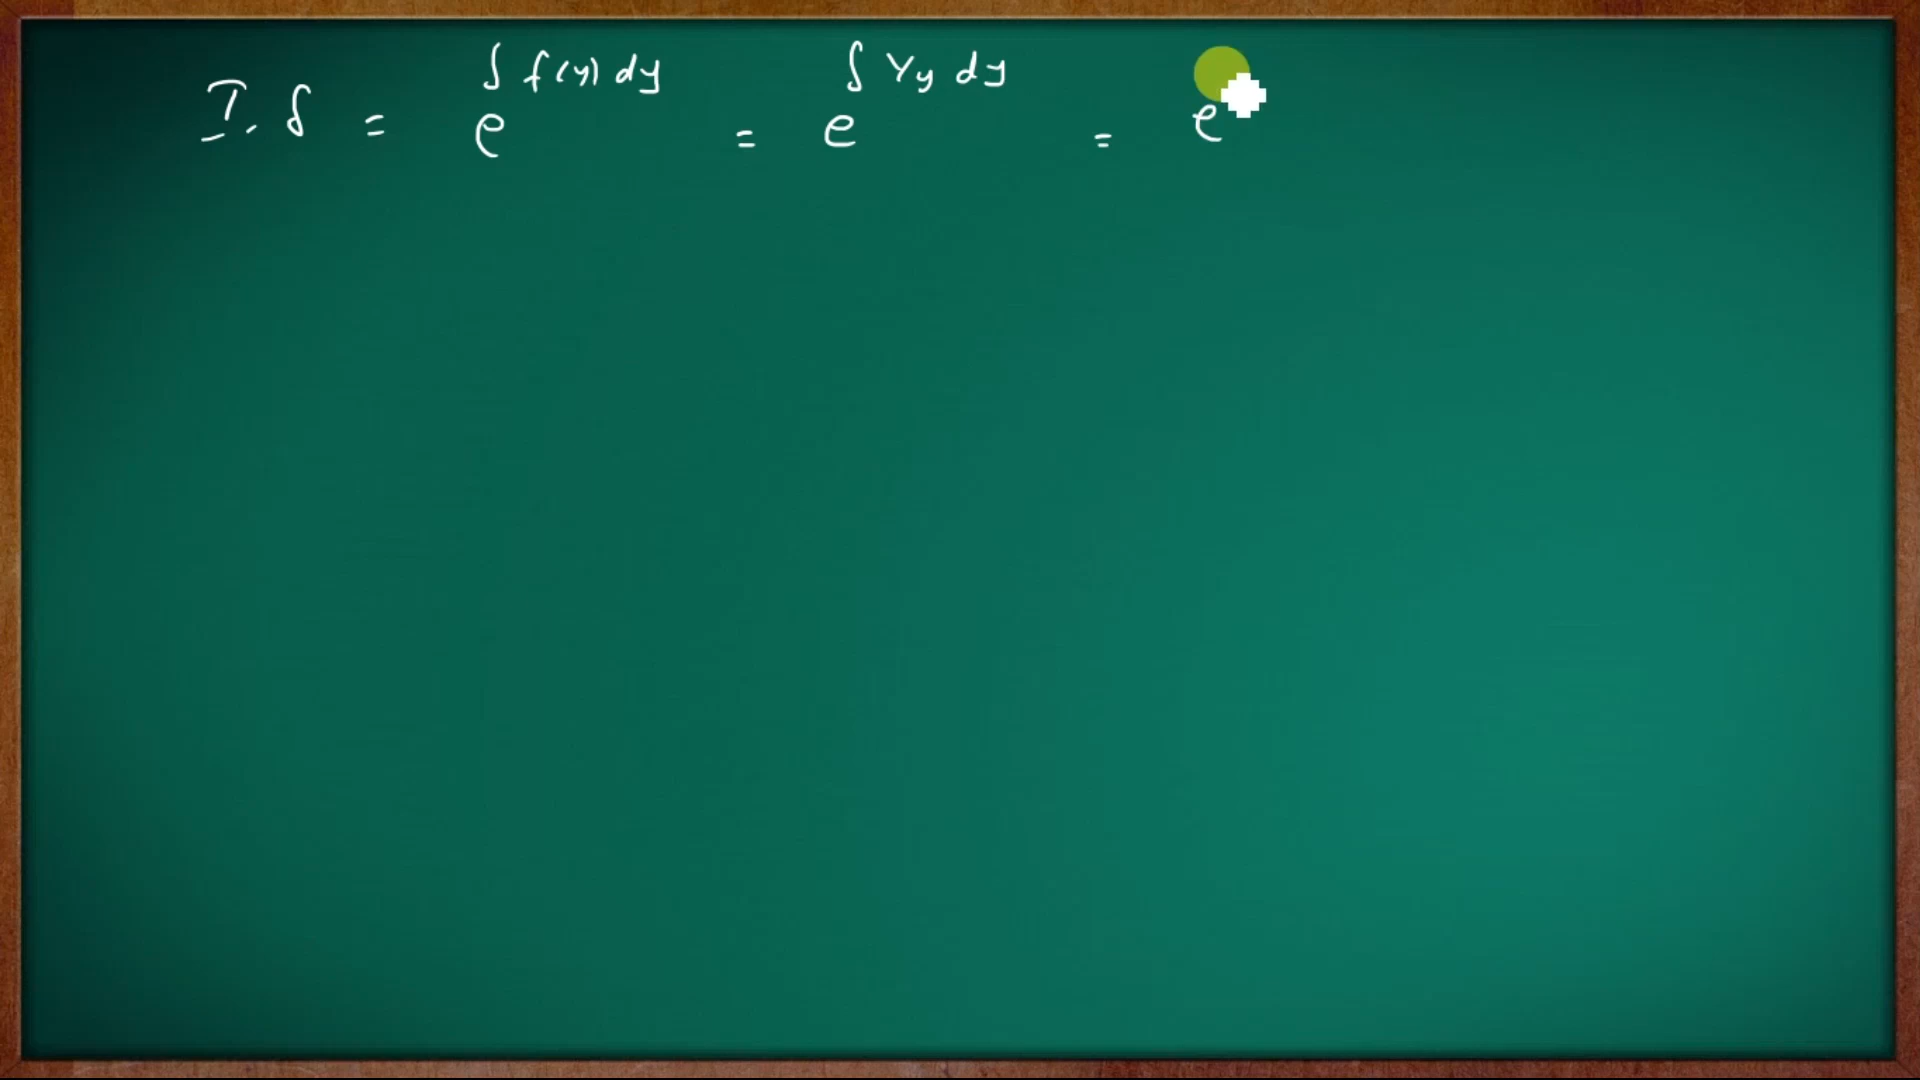 I.f = e^{∫ f(y) dy} = e^{∫ 1/y dy} = e